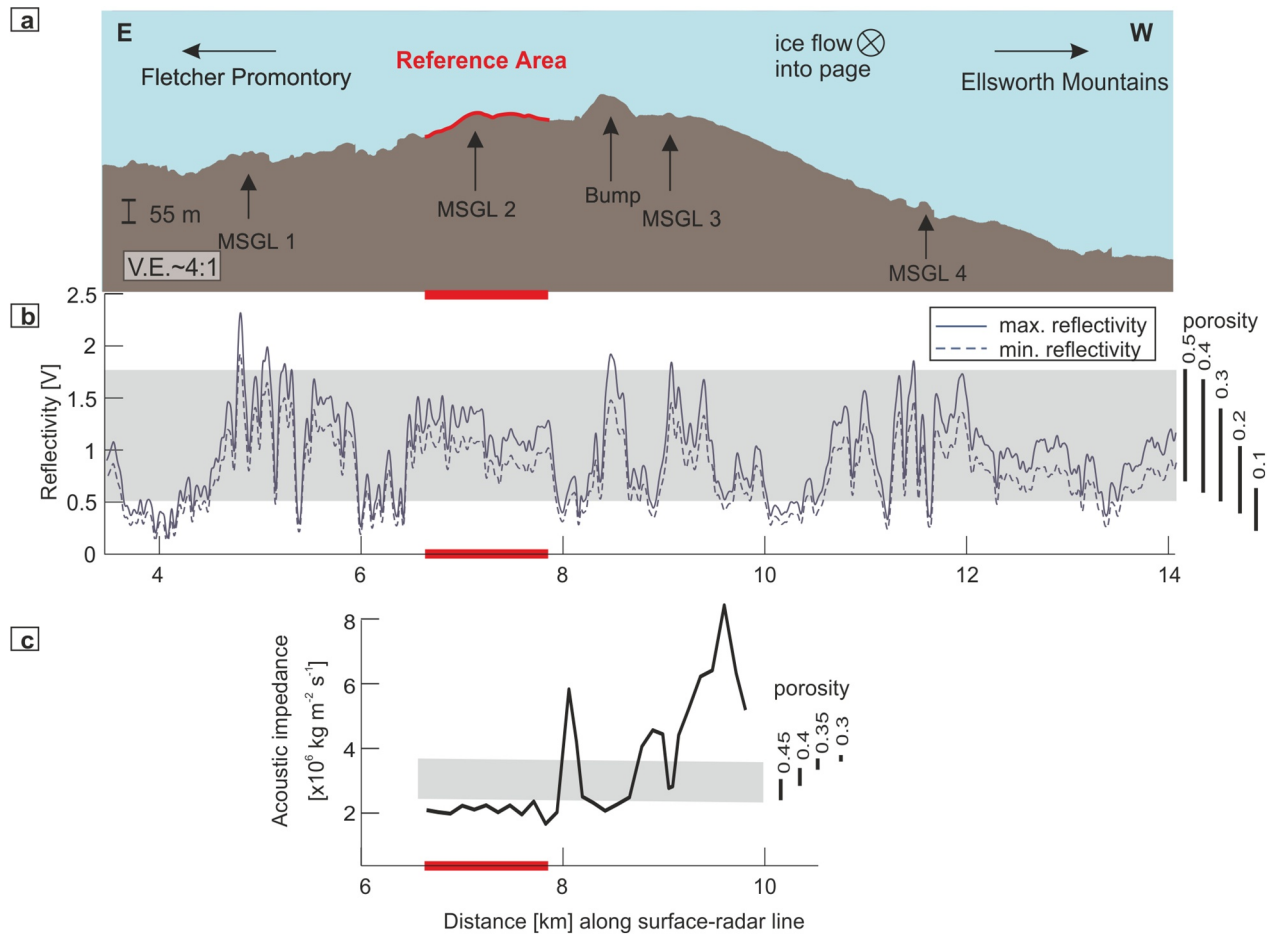 a
E
W
Fletcher Promontory
Reference Area
ice flow
into page
Ellsworth Mountains
55 m
V.E.~4:1
MSGL 1
MSGL 2
Bump
MSGL 3
MSGL 4
b
Reflectivity [V]
2.5
2
1.5
1
0.5
0
max. reflectivity
min. reflectivity
porosity
0.5
0.4
0.3
0.2
0.1
4
6
8
10
12
14
c
Acoustic impedance
[x10⁶ kg m⁻² s⁻¹]
8
6
4
2
porosity
0.45
0.4
0.35
0.3
6
8
10
Distance [km] along surface-radar line